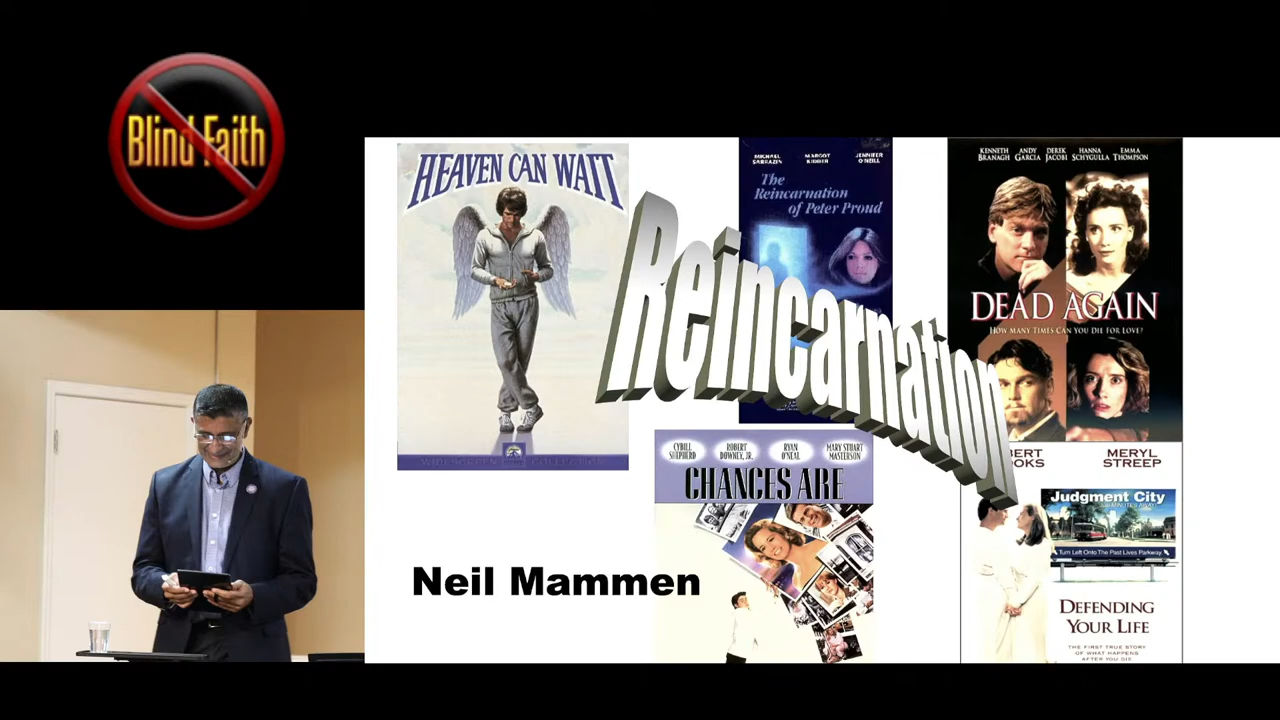 Blind Faith
HEAVEN CAN WAIT
MICHAEL SARRAZIN
MARGOT KIDDER
JENNIFER O'NEILL
The
Reincarnation
of Peter Proud
Reincarnation
KENNETH BRANAGH
ANDY GARCIA
DEREK JACOBI
HANNA SCHYGULLA
EMMA THOMPSON
DEAD AGAIN
HOW MANY TIMES CAN YOU DIE FOR LOVE?
CYBILL SHEPHERD
ROBERT DOWNEY, JR.
RYAN O'NEAL
MARY STUART MASTERSON
CHANCES ARE
Neil Mammen
MERYL
STREEP
Judgment City
Turn Left Onto The Past Lives Parkway
DEFENDING
YOUR LIFE
THE FIRST TRUE STORY
OF WHAT HAPPENS
AFTER YOU DIE